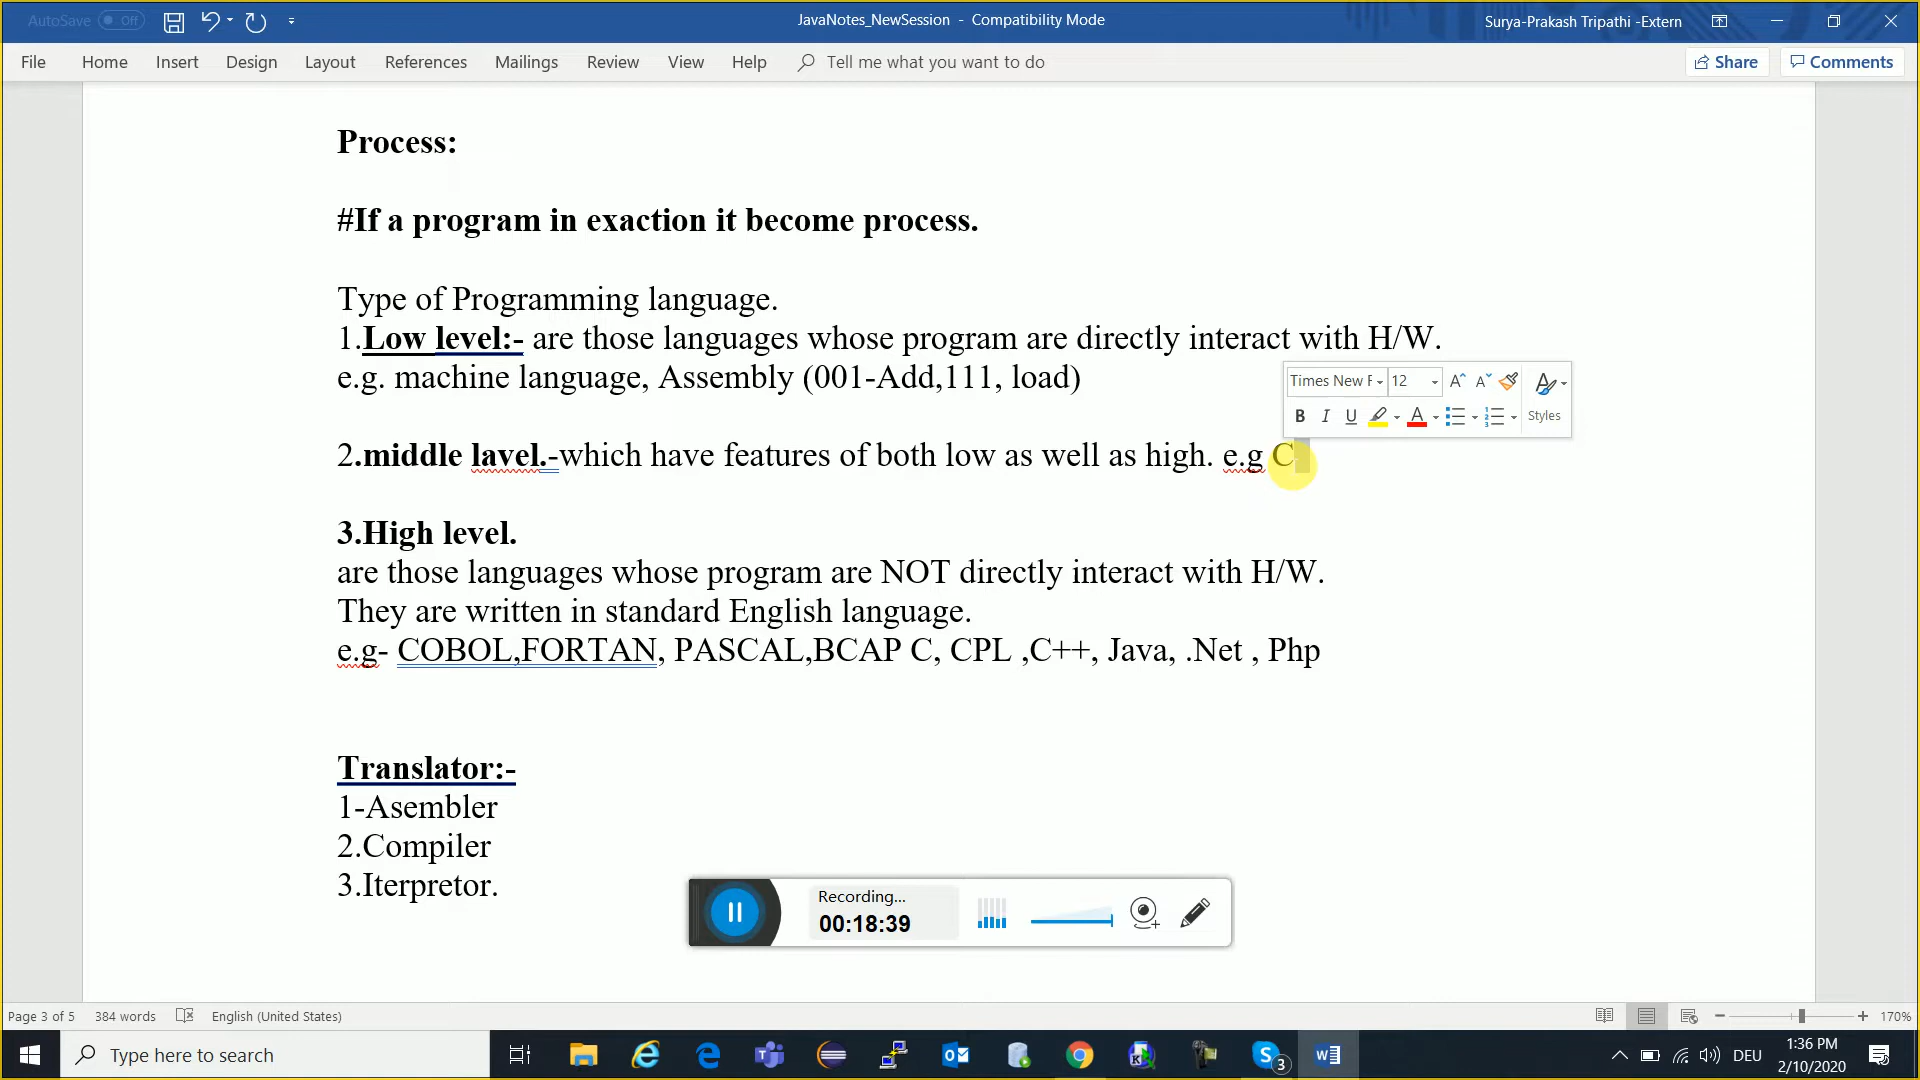 AutoSave Off
JavaNotes_NewSession - Compatibility Mode
Surya-Prakash Tripathi -Extern
File Home Insert Design Layout References Mailings Review View Help Tell me what you want to do Share Comments
Process:
#If a program in exaction it become process.
Type of Programming language.
1.Low level:- are those languages whose program are directly interact with H/W.
e.g. machine language, Assembly (001-Add,111, load)
Times New F 12
B I U Styles
2.middle lavel.-which have features of both low as well as high. e.g C
3.High level.
are those languages whose program are NOT directly interact with H/W.
They are written in standard English language.
e.g- COBOL,FORTAN, PASCAL,BCAP C, CPL ,C++, Java, .Net , Php
Translator:-
1-Asembler
2.Compiler
3.Iterpretor.
Recording...
00:18:39
Page 3 of 5 384 words English (United States) 170%
Type here to search
3
DEU
1:36 PM
2/10/2020